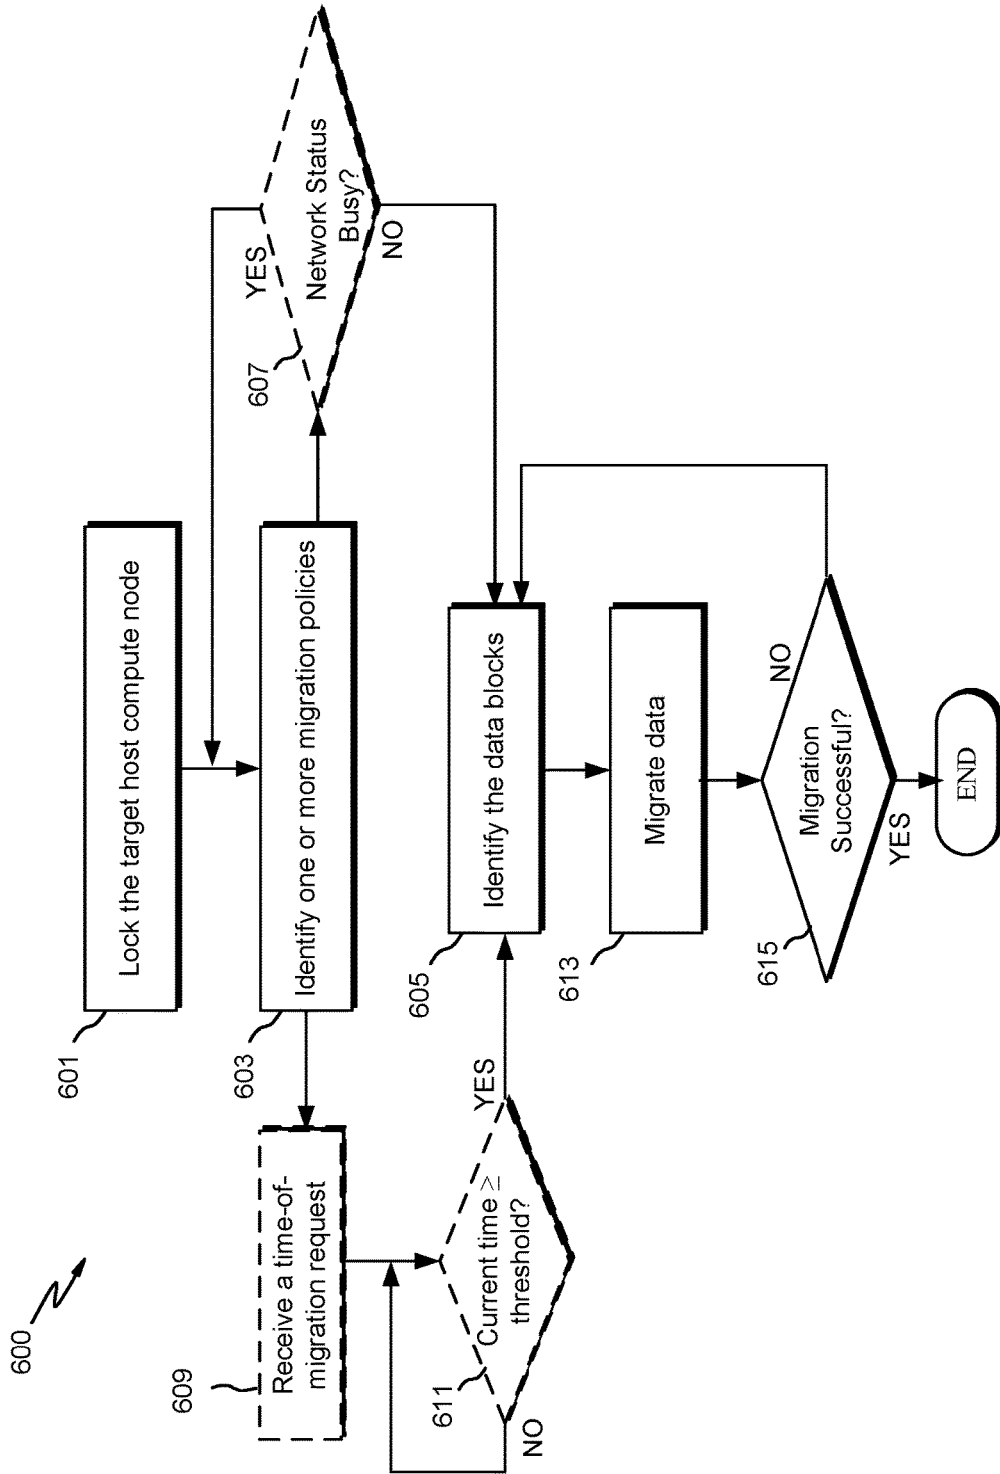 600
601
Lock the target host compute node
603
Identify one or more migration policies
609
Receive a time-of-
migration request
607
Network Status
Busy?
YES
NO
611
Current time ≥
threshold?
NO
YES
605
Identify the data blocks
613
Migrate data
615
Migration
Successful?
NO
YES
END